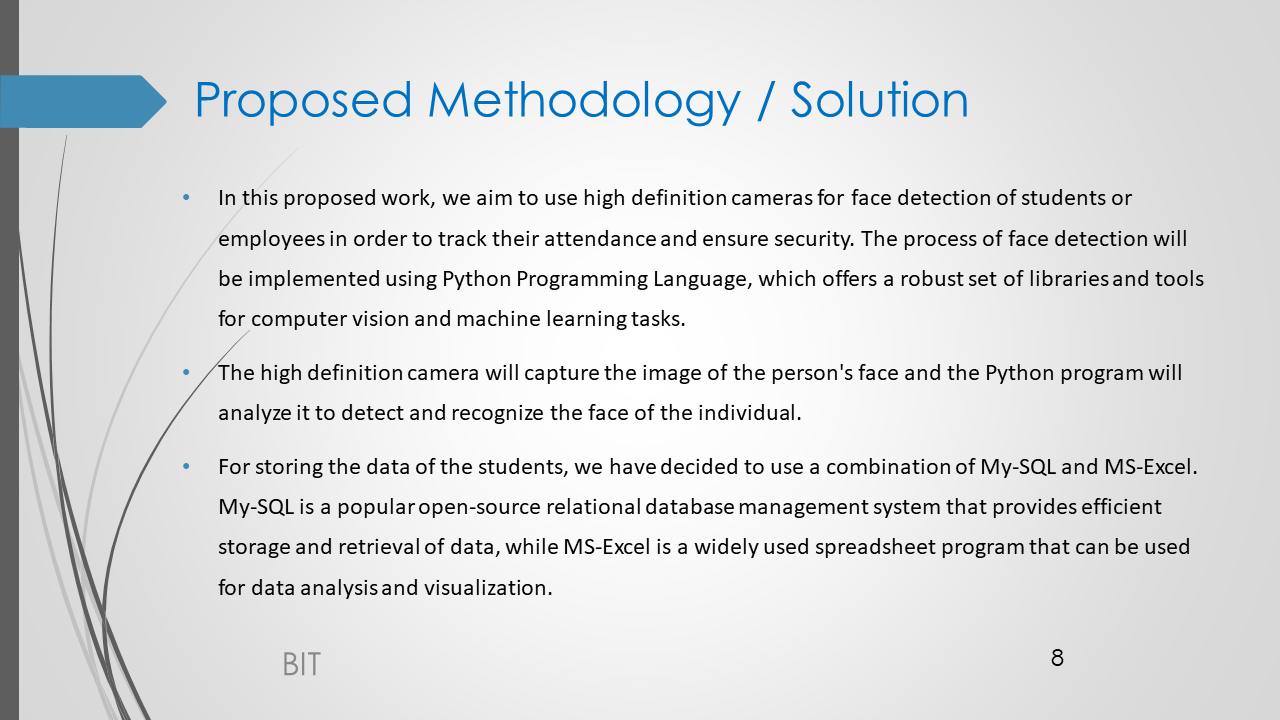 Proposed Methodology / Solution
• In this proposed work, we aim to use high definition cameras for face detection of students or
employees in order to track their attendance and ensure security. The process of face detection will
be implemented using Python Programming Language, which offers a robust set of libraries and tools
for computer vision and machine learning tasks.
• The high definition camera will capture the image of the person's face and the Python program will
analyze it to detect and recognize the face of the individual.
• For storing the data of the students, we have decided to use a combination of My-SQL and MS-Excel.
My-SQL is a popular open-source relational database management system that provides efficient
storage and retrieval of data, while MS-Excel is a widely used spreadsheet program that can be used
for data analysis and visualization.
BIT
8